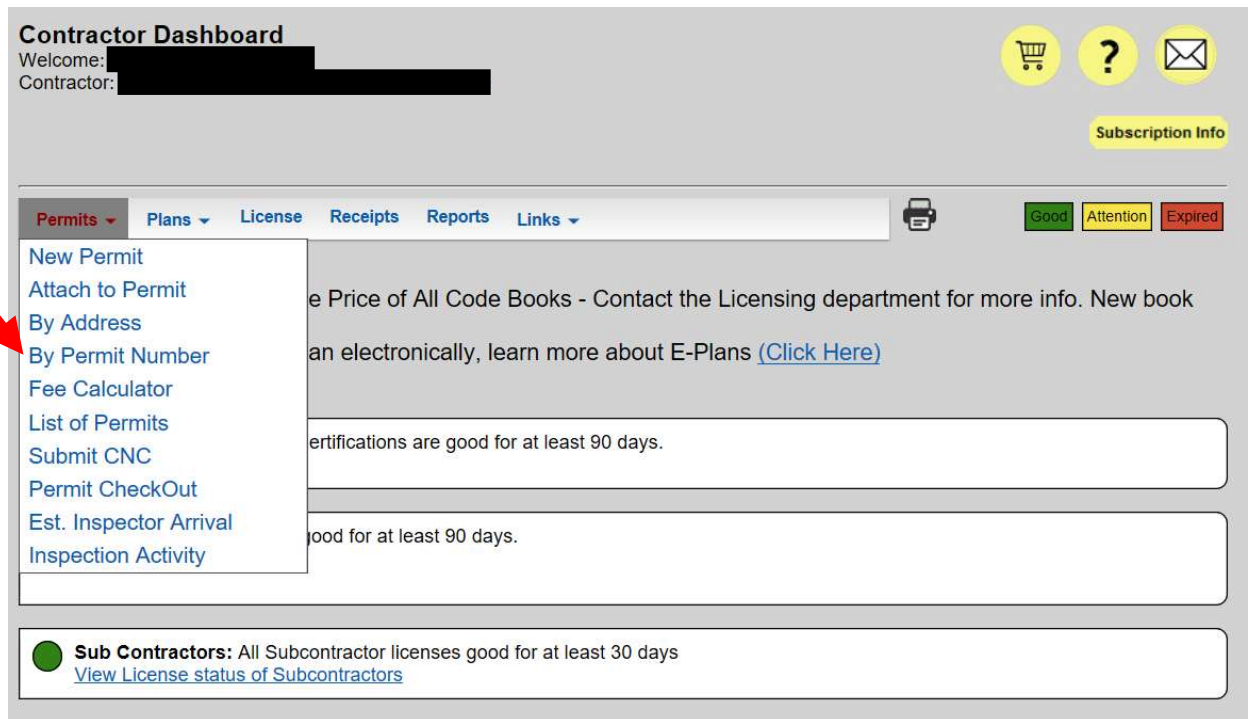 Contractor Dashboard
Welcome:
Contractor:
?
Subscription Info
Permits Plans License Receipts Reports Links
Good Attention Expired
New Permit
Attach to Permit
e Price of All Code Books - Contact the Licensing department for more info. New book
By Address
By Permit Number
an electronically, learn more about E-Plans (Click Here)
Fee Calculator
List of Permits
ertifications are good for at least 90 days.
Submit CNC
Permit CheckOut
Est. Inspector Arrival
good for at least 90 days.
Inspection Activity
Sub Contractors: All Subcontractor licenses good for at least 30 days
View License status of Subcontractors